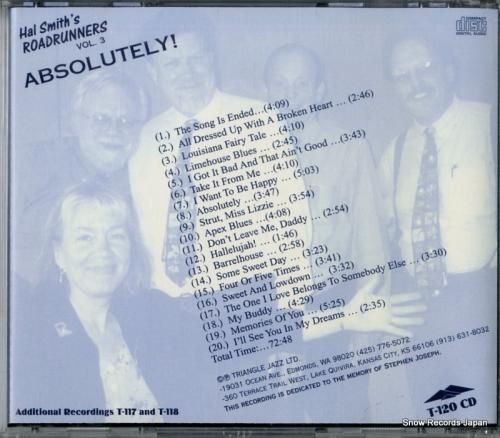 Hal Smith's
ROADRUNNERS
VOL. 3
ABSOLUTELY!
COMPACT
disc
DIGITAL AUDIO
(1.) The Song Is Ended...(4:09)
(2.) All Dressed Up With A Broken Heart ... (2:46)
(3.) Louisiana Fairy Tale ... (4:10)
(4.) Limehouse Blues ... (2:45)
(5.) I Got It Bad And That Ain't Good ... (3:43)
(6.) Take It From Me ... (4:10)
(7.) I Want To Be Happy ... (5:03)
(8.) Absolutely ...(3:47)
(9.) Strut, Miss Lizzie ... (3:54)
(10.) Apex Blues ...(4:08)
(11.) Don't Leave Me, Daddy ... (2:54)
(12.) Hallelujah! ... (1:46)
(13.) Barrelhouse ... (2:58)
(14.) Some Sweet Day ... (3:23)
(15.) Four Or Five Times ... (3:41)
(16.) Sweet And Lowdown ... (3:32)
(17.) The One I Love Belongs To Somebody Else ... (3:30)
(18.) My Buddy ... (4:29)
(19.) Memories Of You ... (5:25)
(20.) I'll See You In My Dreams ... (2:35)
Total Time:...72:48
©℗ TRIANGLE JAZZ LTD.
-19031 OCEAN AVE., EDMONDS, WA 98020 (425) 776-5072
-360 TERRACE TRAIL WEST, LAKE QUIVIRA, KANSAS CITY, KS 66106 (913) 631-8032
THIS RECORDING IS DEDICATED TO THE MEMORY OF STEPHEN JOSEPH.
Additional Recordings T-117 and T-118
T-120 CD
Snow Records Japan